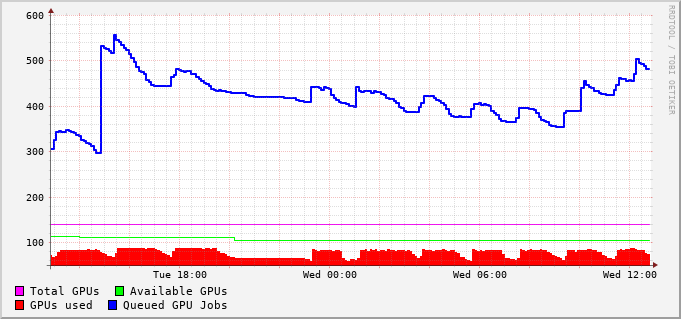 600
500
400
300
200
100
Tue 18:00 Wed 00:00 Wed 06:00 Wed 12:00
Total GPUs Available GPUs
GPUs used Queued GPU Jobs
RRDTOOL / TOBI OETIKER